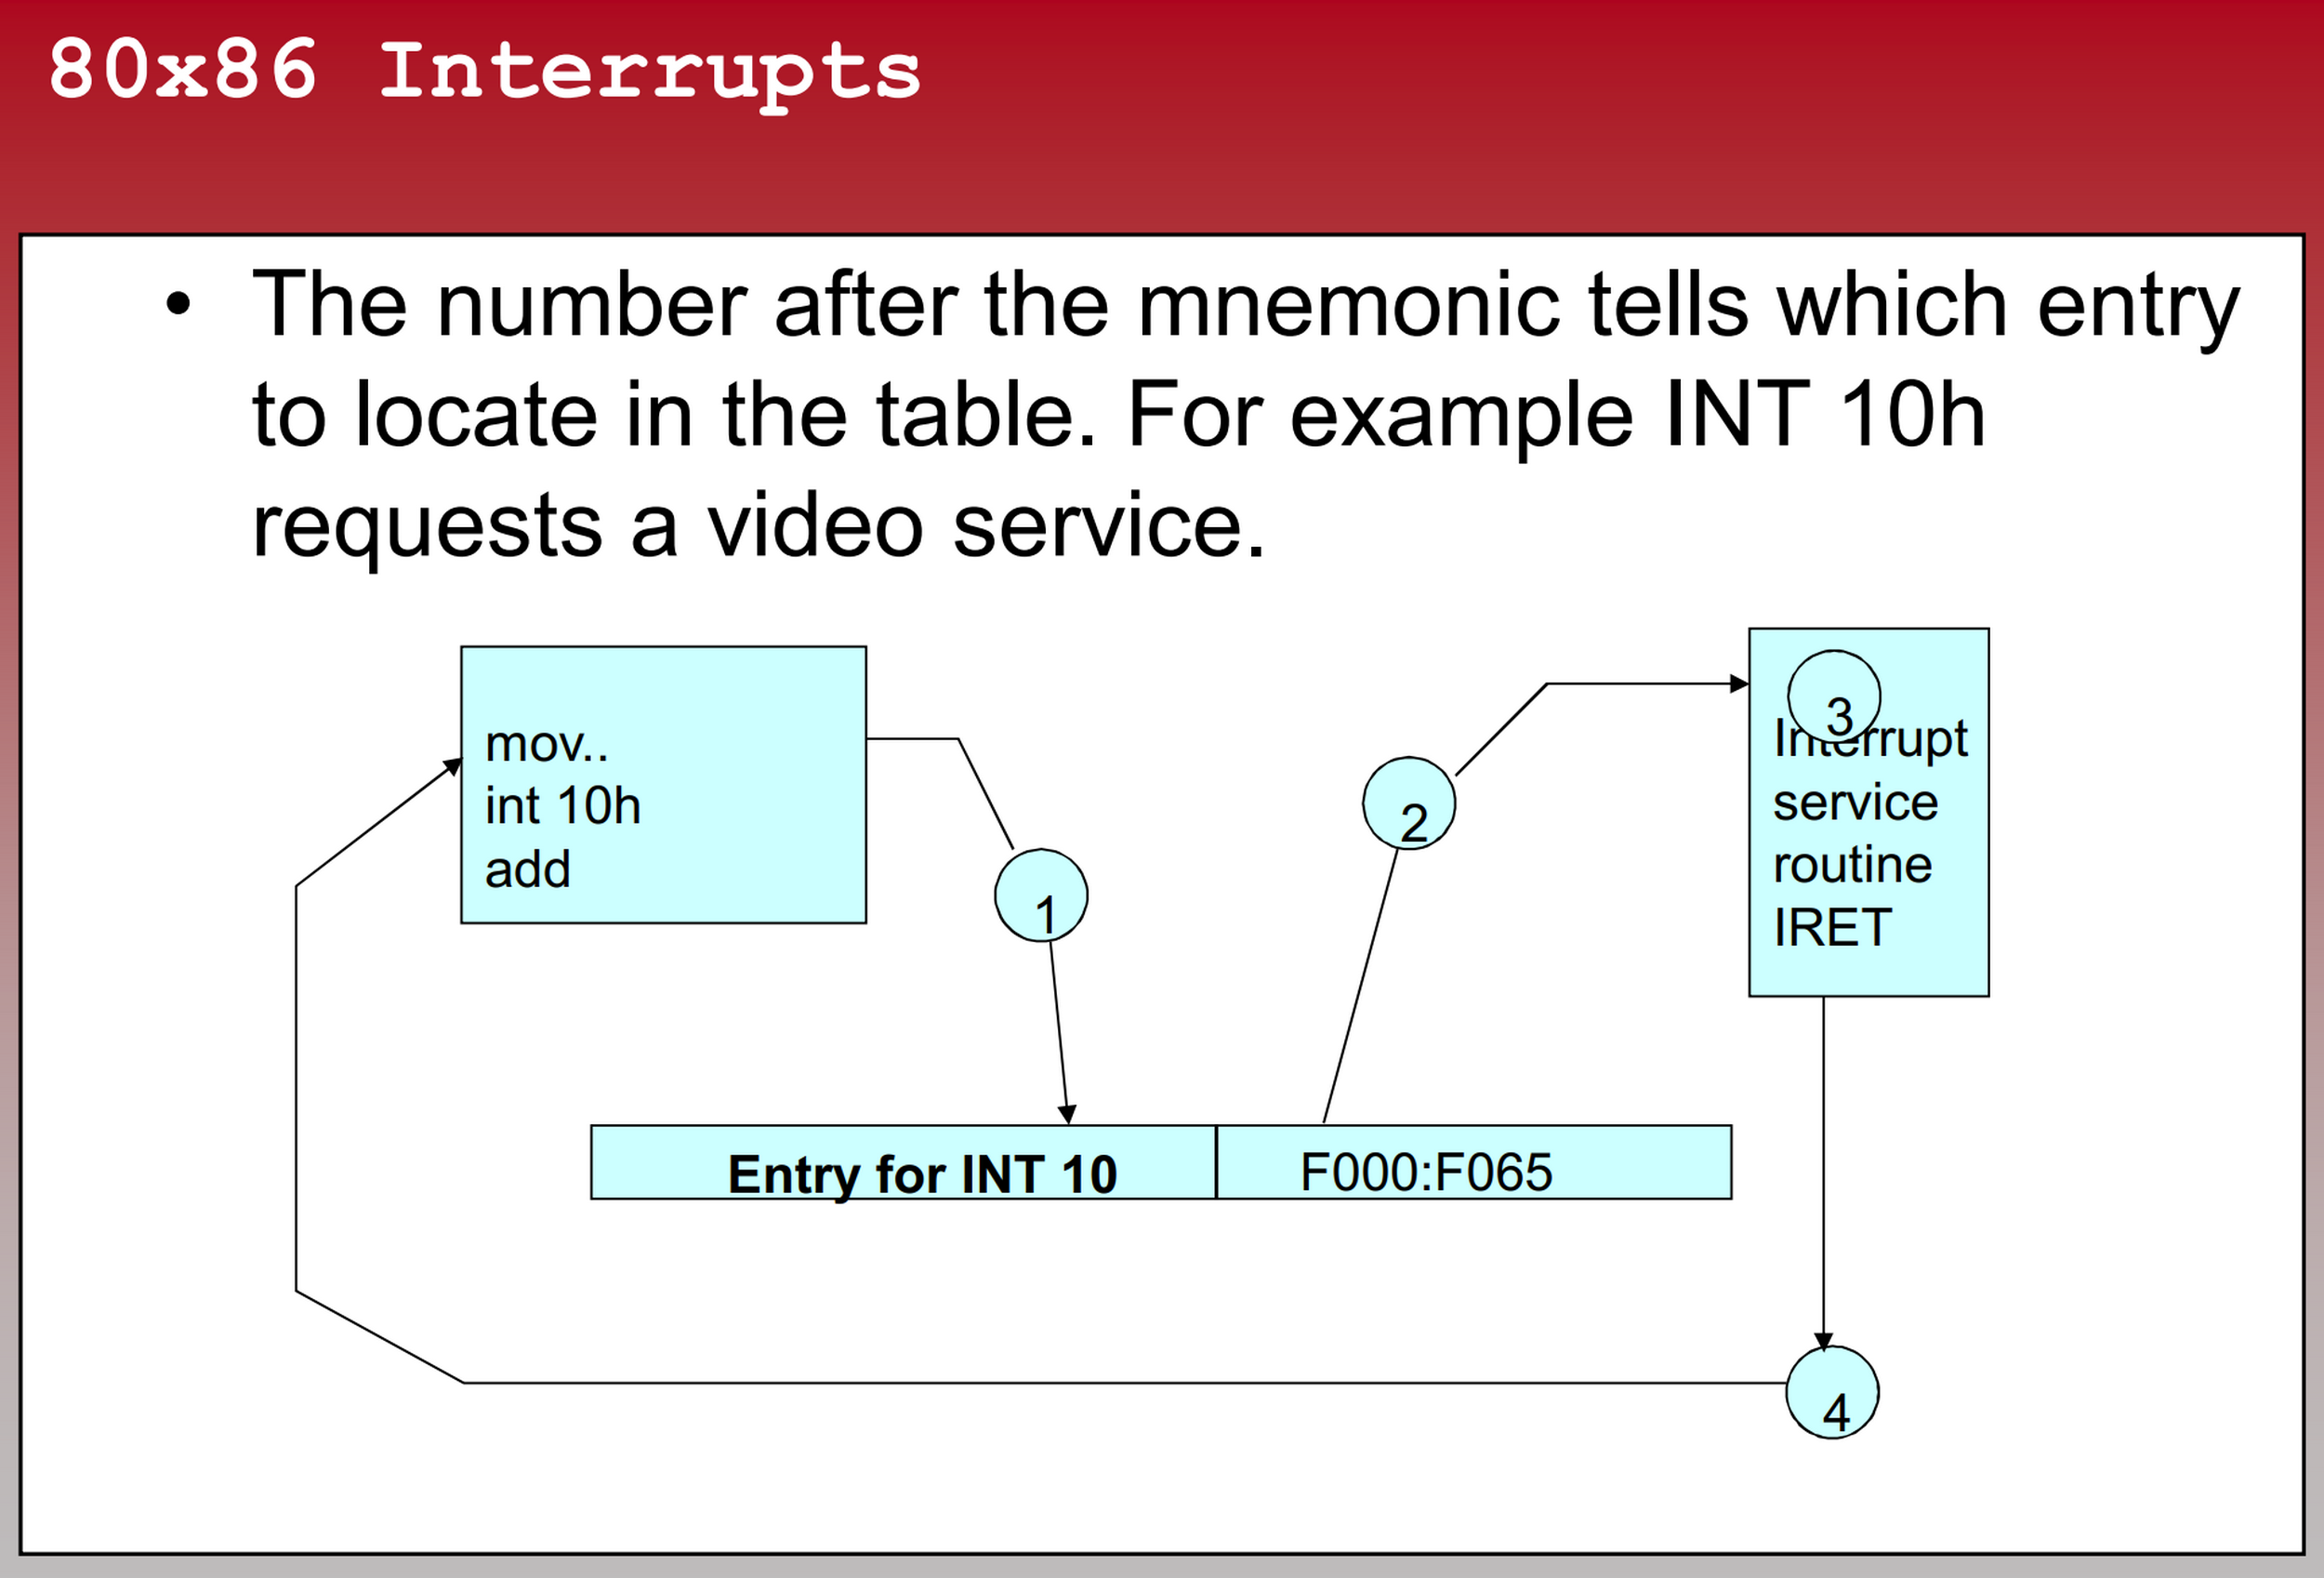 80x86 Interrupts
• The number after the mnemonic tells which entry
to locate in the table. For example INT 10h
requests a video service.
mov..
int 10h
add
1
2
3
Interrupt
service
routine
IRET
Entry for INT 10
F000:F065
4